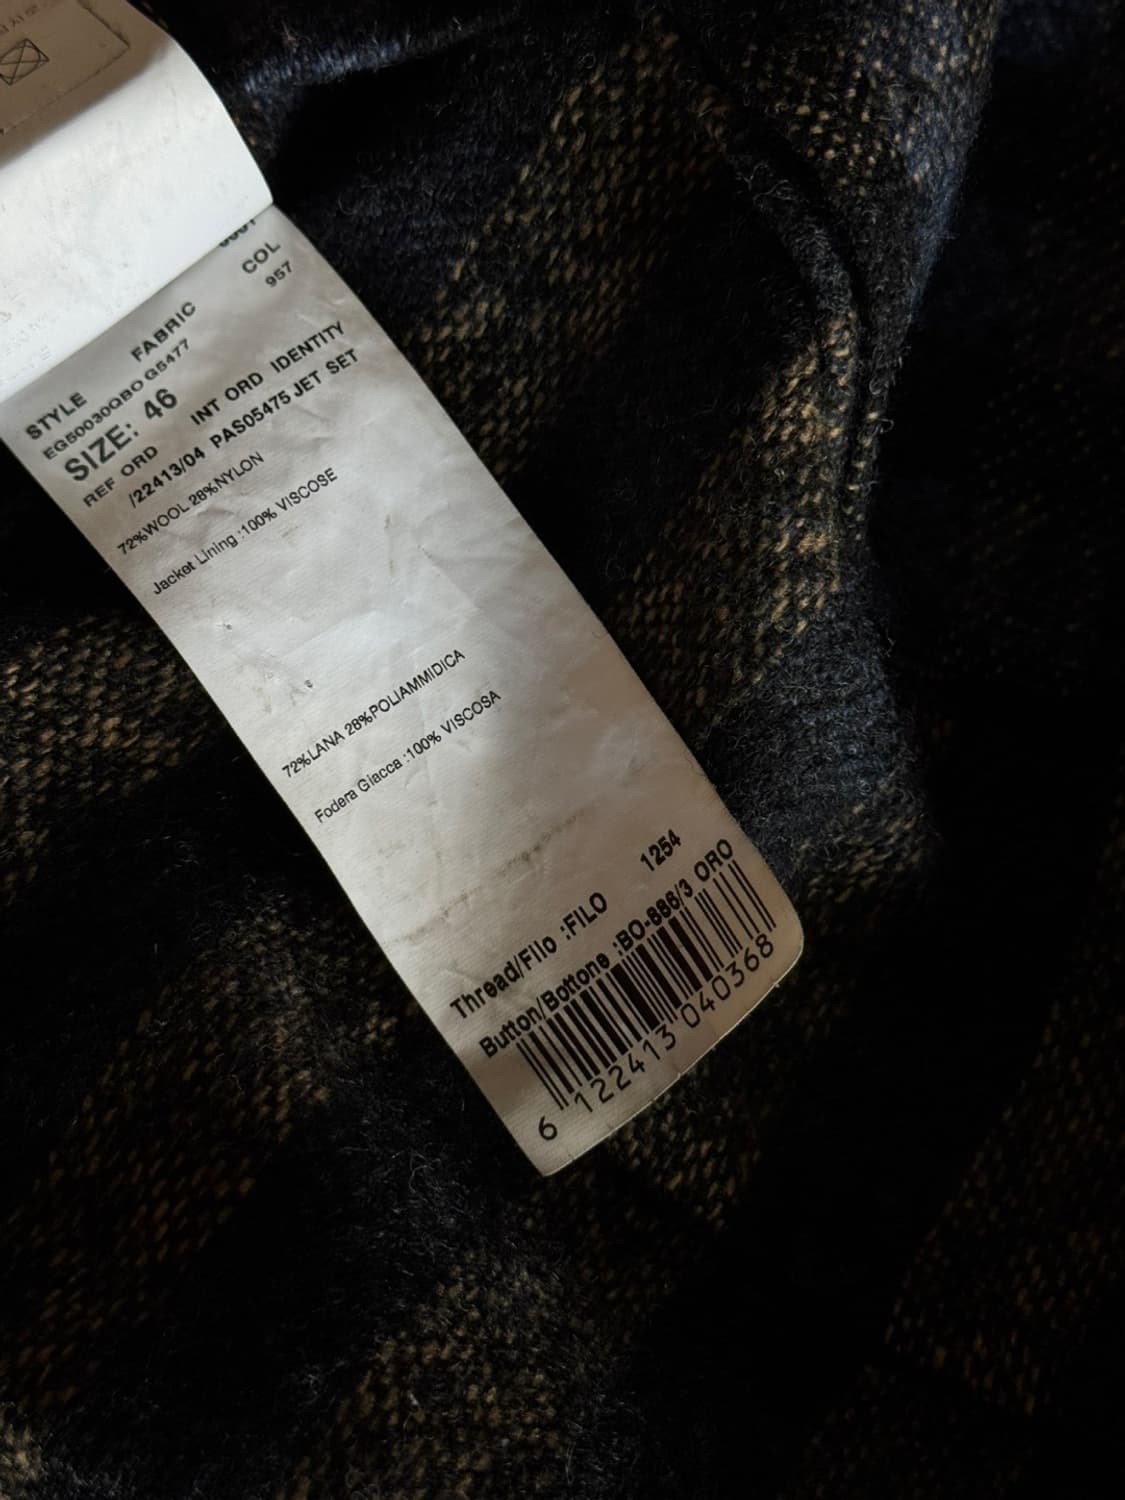 COL
957
STYLE FABRIC
EG50030QBO G5477
SIZE: 46
REF ORD INT ORD IDENTITY
/22413/04 PAS05475 JET SET
72%WOOL 28%NYLON
Jacket Lining :100% VISCOSE
72%LANA 28%POLIAMMIDICA
Fodera Giacca :100% VISCOSA
Thread/Filo :FILO 1254
Button/Bottone :BO-886/3 ORO
6 122413 040368